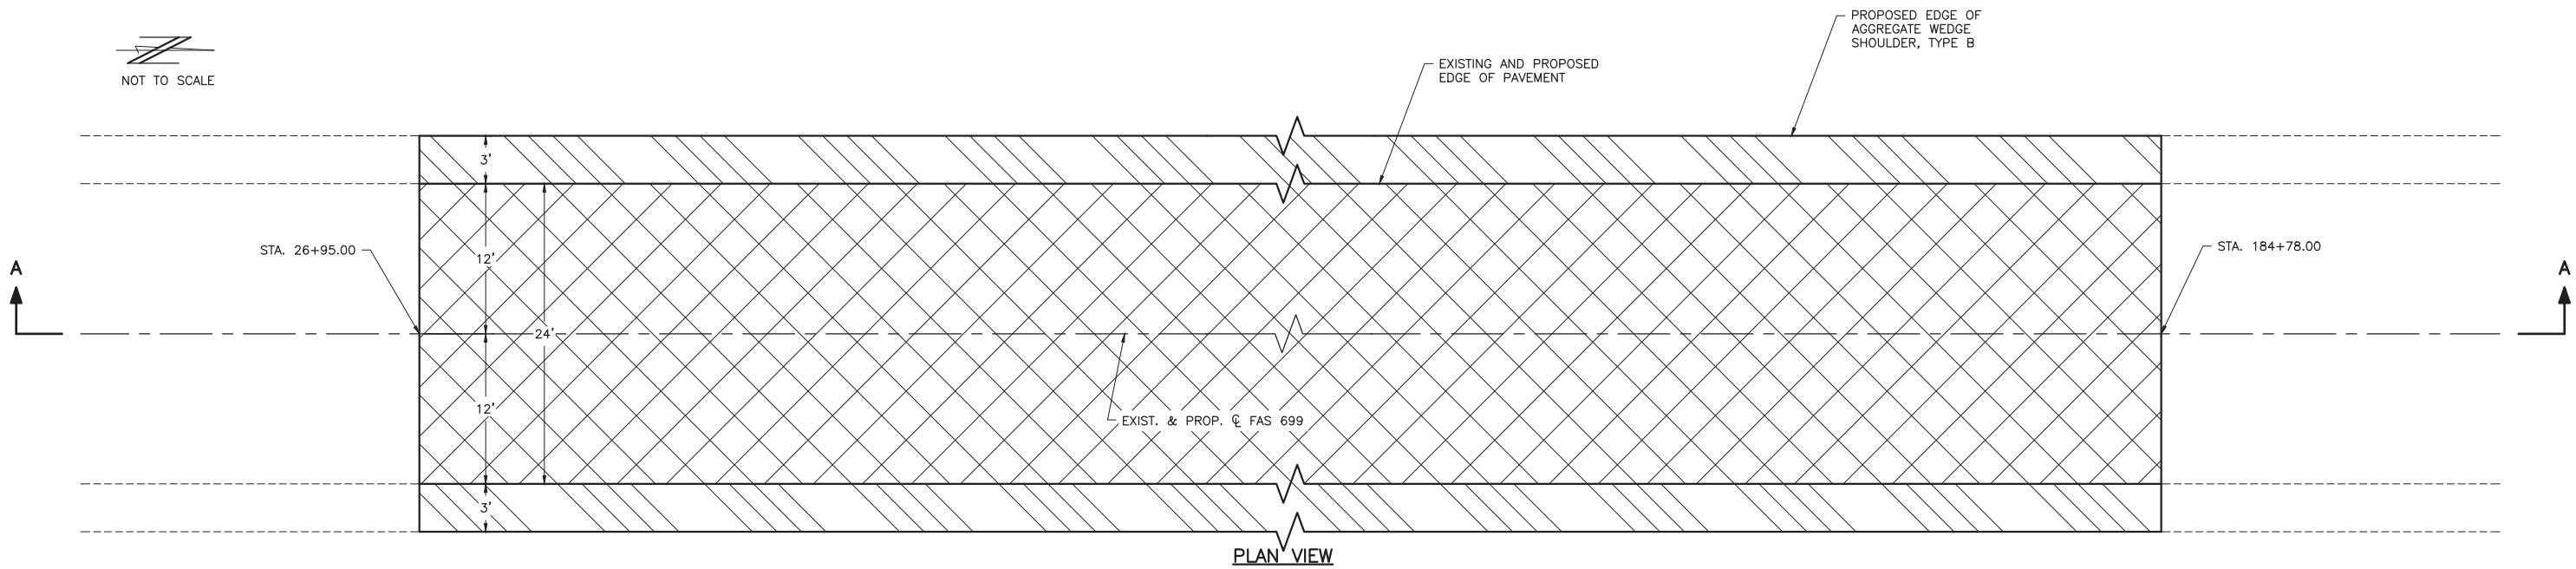 PROPOSED EDGE OF
AGGREGATE WEDGE
SHOULDER, TYPE B
NOT TO SCALE
EXISTING AND PROPOSED
EDGE OF PAVEMENT
3'
12'
24'
12'
3'
STA. 26+95.00
STA. 184+78.00
A
A
EXIST. & PROP. ℄ FAS 699
PLAN VIEW